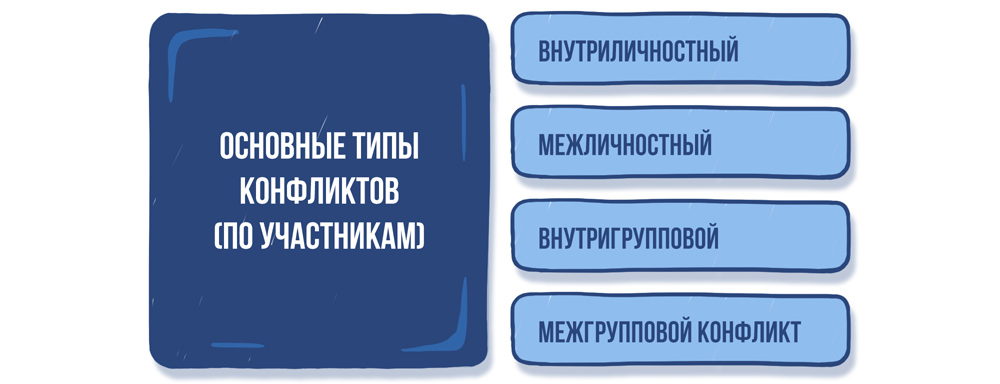 ОСНОВНЫЕ ТИПЫ
КОНФЛИКТОВ
(ПО УЧАСТНИКАМ)
ВНУТРИЛИЧНОСТНЫЙ
МЕЖЛИЧНОСТНЫЙ
ВНУТРИГРУППОВОЙ
МЕЖГРУППОВОЙ КОНФЛИКТ